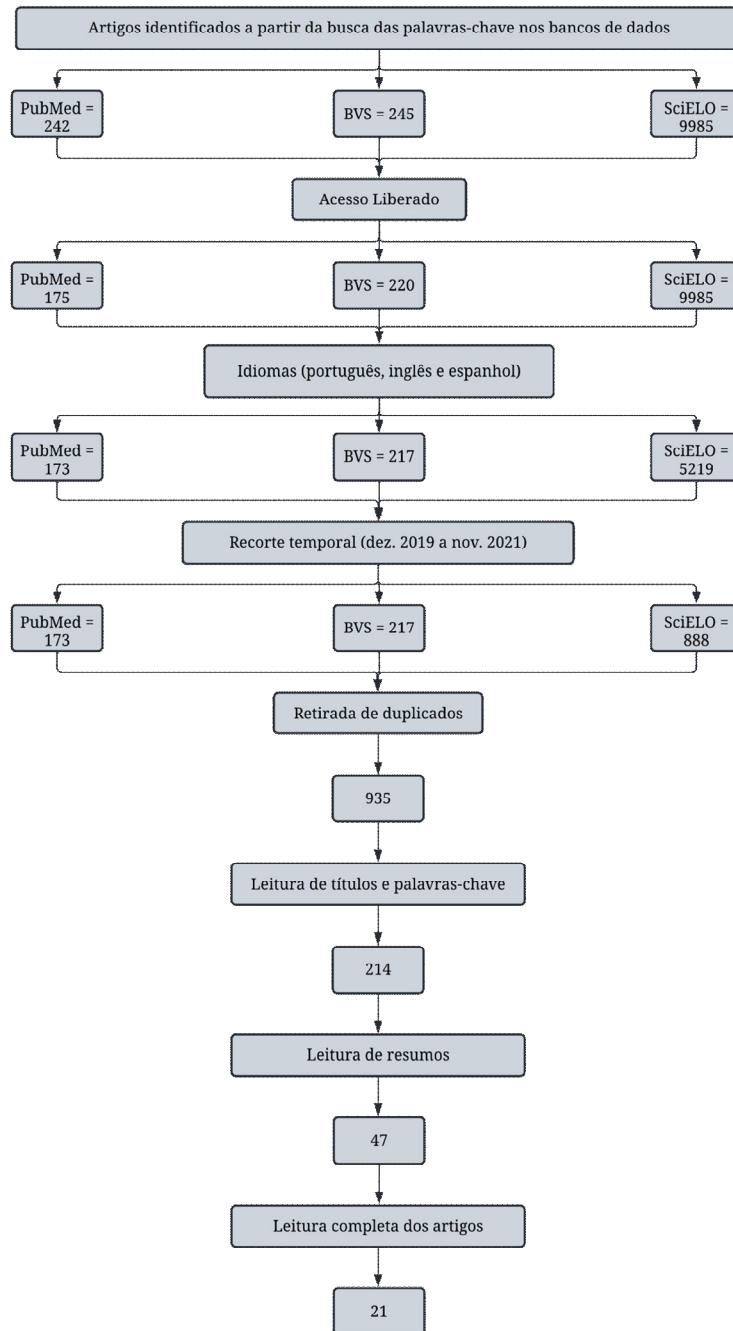 Artigos identificados a partir da busca das palavras-chave nos bancos de dados
PubMed =
242
BVS = 245
SciELO =
9985
Acesso Liberado
PubMed =
175
BVS = 220
SciELO =
9985
Idiomas (português, inglês e espanhol)
PubMed =
173
BVS = 217
SciELO =
5219
Recorte temporal (dez. 2019 a nov. 2021)
PubMed =
173
BVS = 217
SciELO =
888
Retirada de duplicados
935
Leitura de títulos e palavras-chave
214
Leitura de resumos
47
Leitura completa dos artigos
21